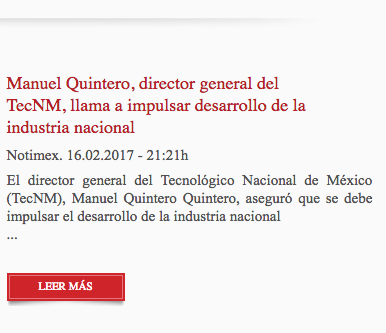 Manuel Quintero, director general del
TecNM, llama a impulsar desarrollo de la
industria nacional
Notimex. 16.02.2017 - 21:21h
El director general del Tecnológico Nacional de México
(TecNM), Manuel Quintero Quintero, aseguró que se debe
impulsar el desarrollo de la industria nacional
...
LEER MÁS